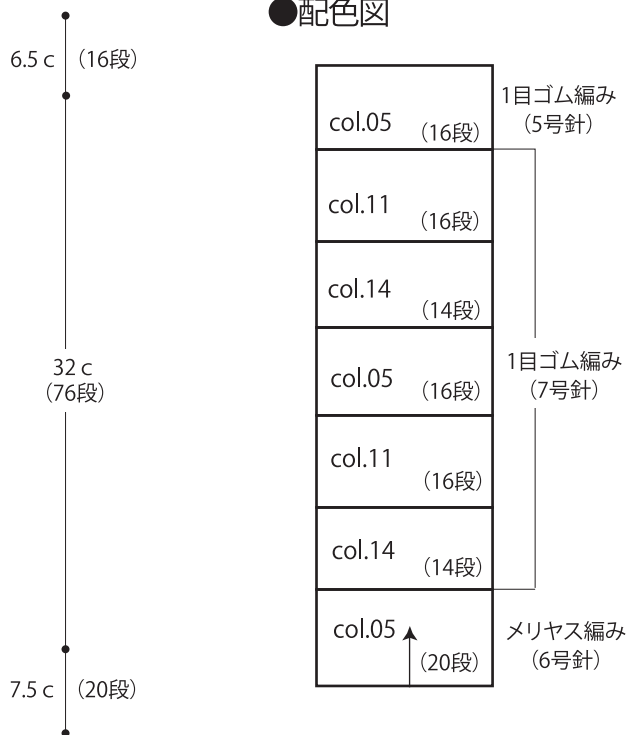 ●配色図
6.5 c (16段)
32 c
(76段)
7.5 c (20段)
col.05 (16段)
col.11 (16段)
col.14 (14段)
col.05 (16段)
col.11 (16段)
col.14 (14段)
col.05 (20段)
1目ゴム編み
(5号針)
1目ゴム編み
(7号針)
メリヤス編み
(6号針)